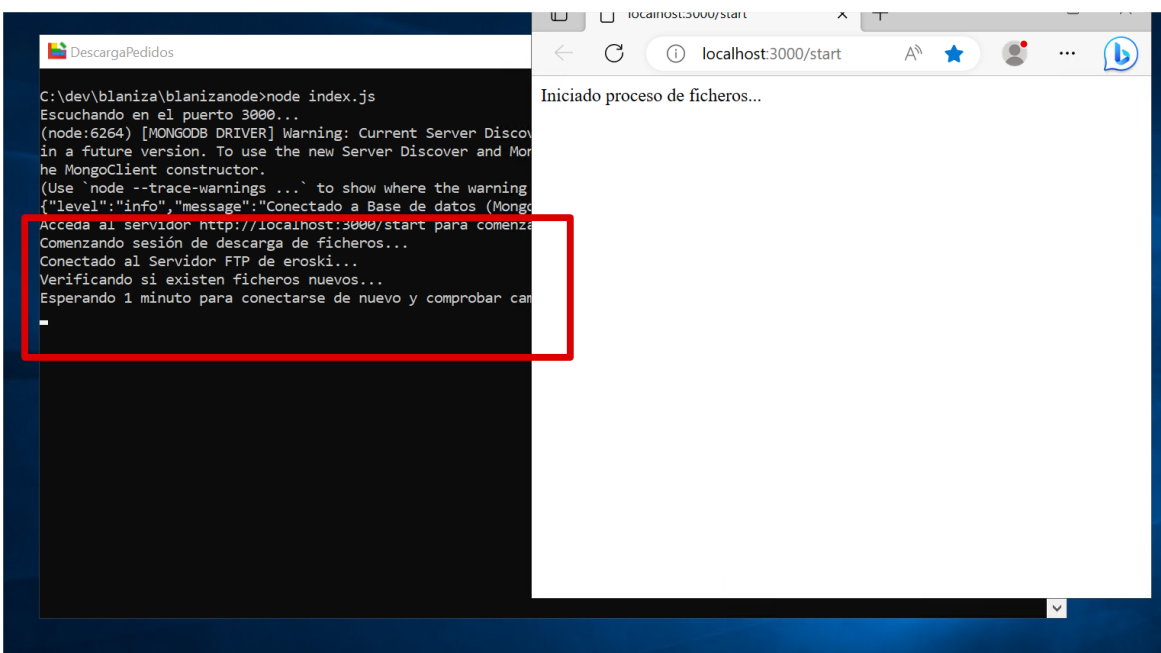 DescargaPedidos
C:\dev\blaniza\blanizanode>node index.js
Escuchando en el puerto 3000...
(node:6264) [MONGODB DRIVER] Warning: Current Server Discov
in a future version. To use the new Server Discover and Mon
he MongoClient constructor.
(Use `node --trace-warnings ...` to show where the warning
{"level":"info","message":"Conectado a Base de datos (Mongo
Acceda al servidor http://localhost:3000/start para comenza
Comenzando sesión de descarga de ficheros...
Conectado al Servidor FTP de eroski...
Verificando si existen ficheros nuevos...
Esperando 1 minuto para conectarse de nuevo y comprobar cam
localhost:3000/start
localhost:3000/start
Iniciado proceso de ficheros...